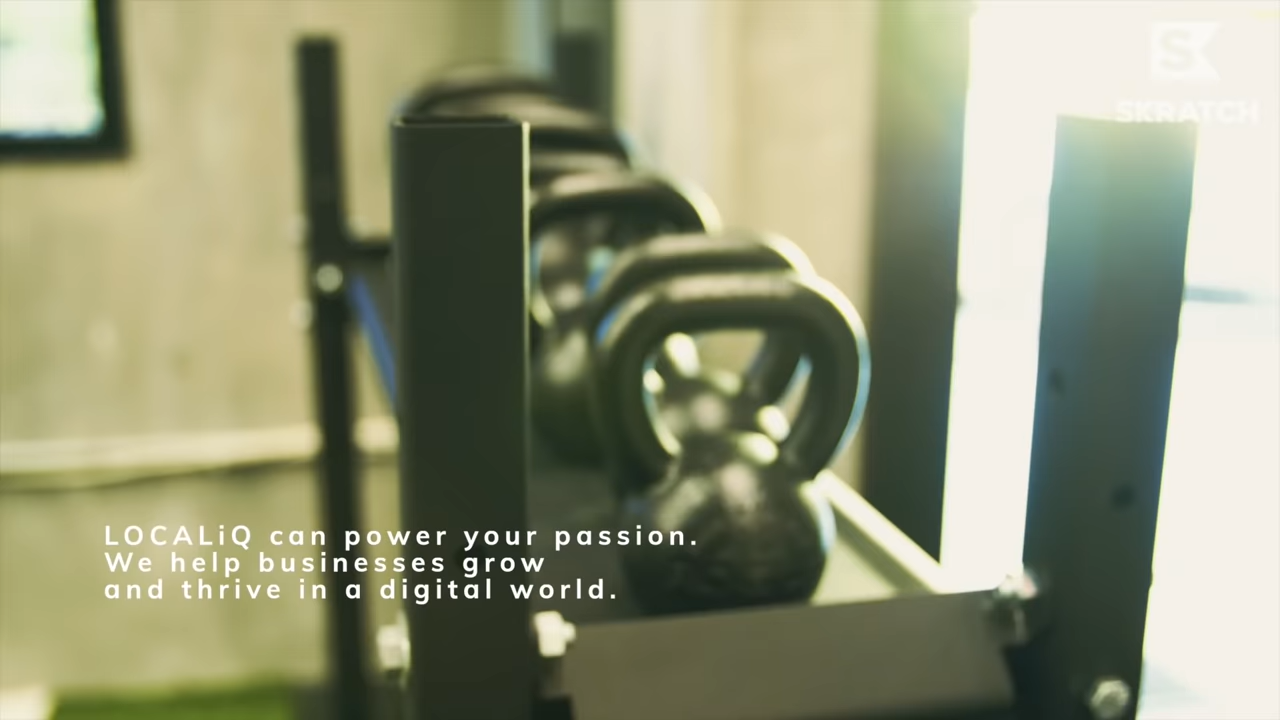 S
SKRATCH
LOCALiQ can power your passion.
We help businesses grow
and thrive in a digital world.